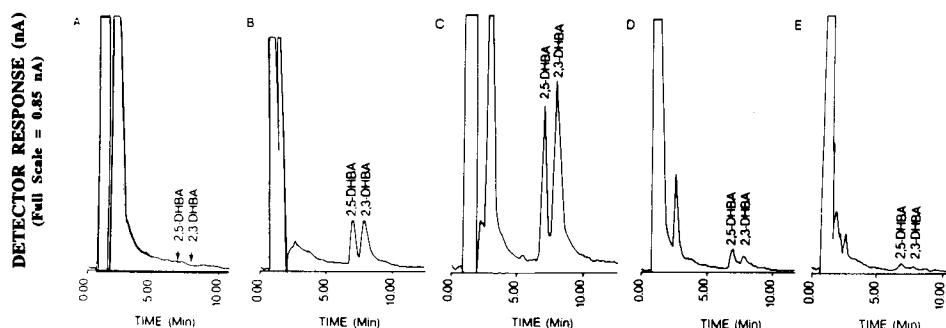 DETECTOR RESPONSE (nA)
(Full Scale = 0.85 nA)
A
2,5-DHBA
2,3 DHBA
0.00
5.00
10.00
TIME (Min)
B
2,5-DHBA
2,3-DHBA
0.00
5.00
10.00
TIME (Min)
C
2,5-DHBA
2,3-DHBA
0.00
5.00
10.00
TIME (Min)
D
2,5-DHBA
2,3-DHBA
0.00
5.00
10.00
TIME (Min)
E
2,5-DHBA
2,3-DHBA
0.00
5.00
10.00
TIME (Min)